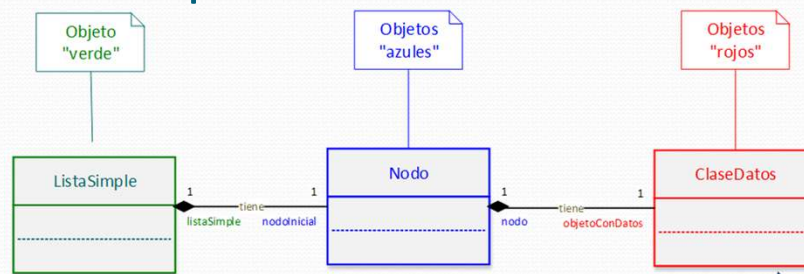 Objeto
"verde"
Objetos
"azules"
Objetos
"rojos"
ListaSimple
Nodo
ClaseDatos
1
tiene
1
listaSimple
nodoInicial
1
tiene
1
nodo
objetoConDatos